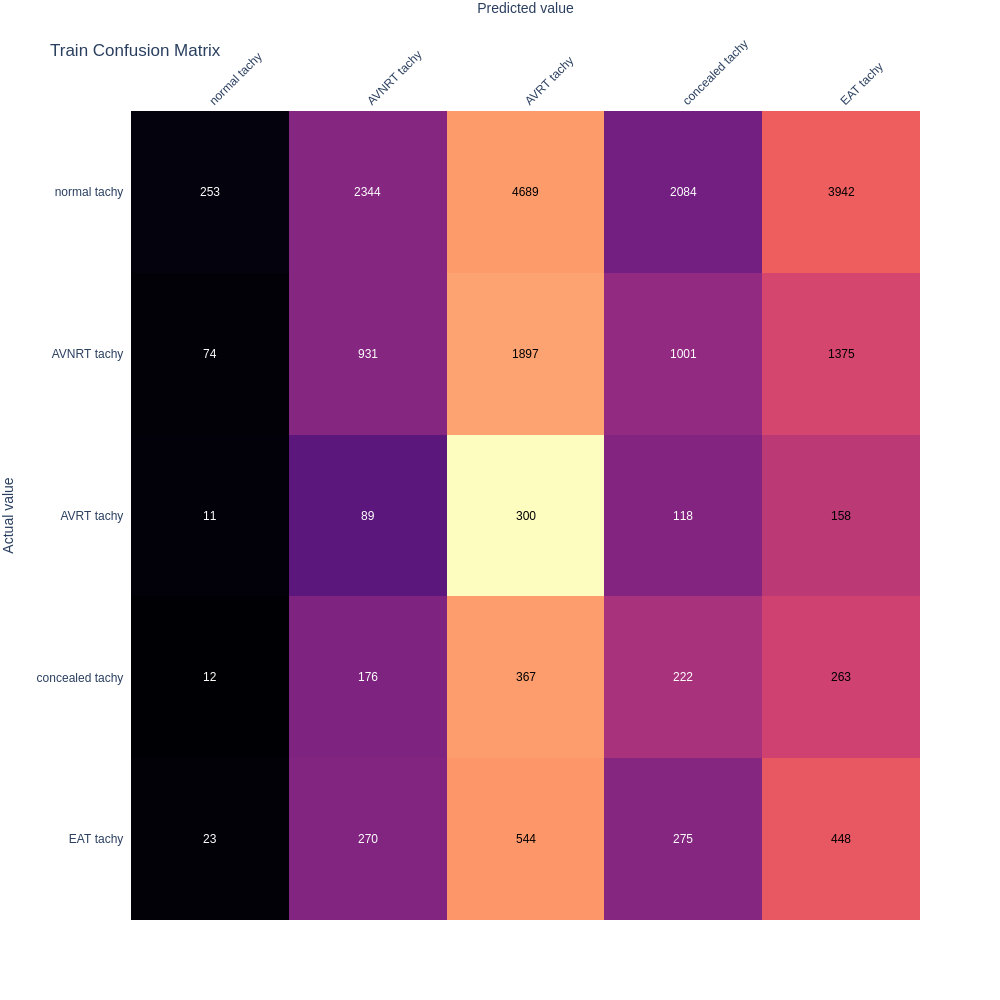 Predicted value
Train Confusion Matrix
normal tachy
AVNRT tachy
AVRT tachy
concealed tachy
EAT tachy
normal tachy 253 2344 4689 2084 3942
AVNRT tachy 74 931 1897 1001 1375
Actual value
AVRT tachy 11 89 300 118 158
concealed tachy 12 176 367 222 263
EAT tachy 23 270 544 275 448